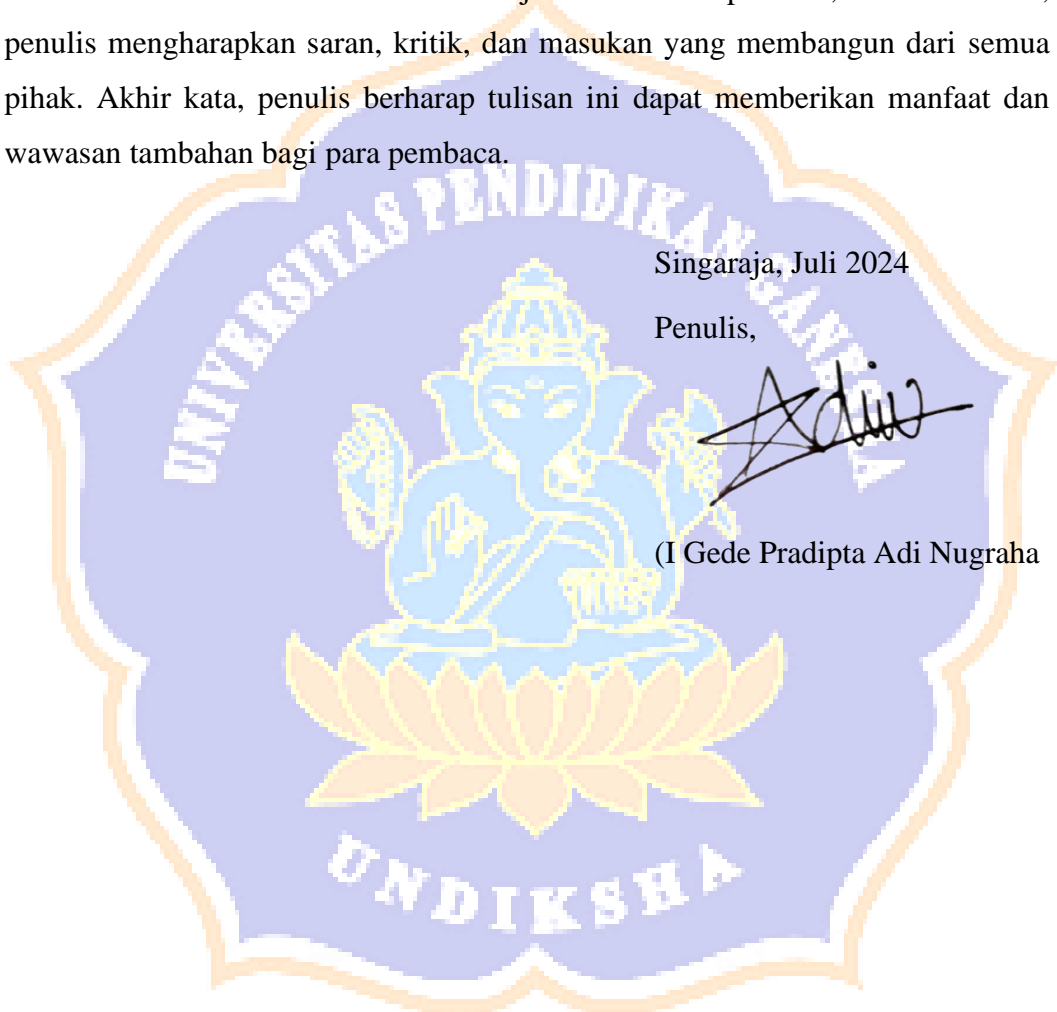 penulis mengharapkan saran, kritik, dan masukan yang membangun dari semua
pihak. Akhir kata, penulis berharap tulisan ini dapat memberikan manfaat dan
wawasan tambahan bagi para pembaca.
UNIVERSITAS PENDIDIKAN GANESHA
Singaraja, Juli 2024
Penulis,
Adi
(I Gede Pradipta Adi Nugraha
UNDIKSHA